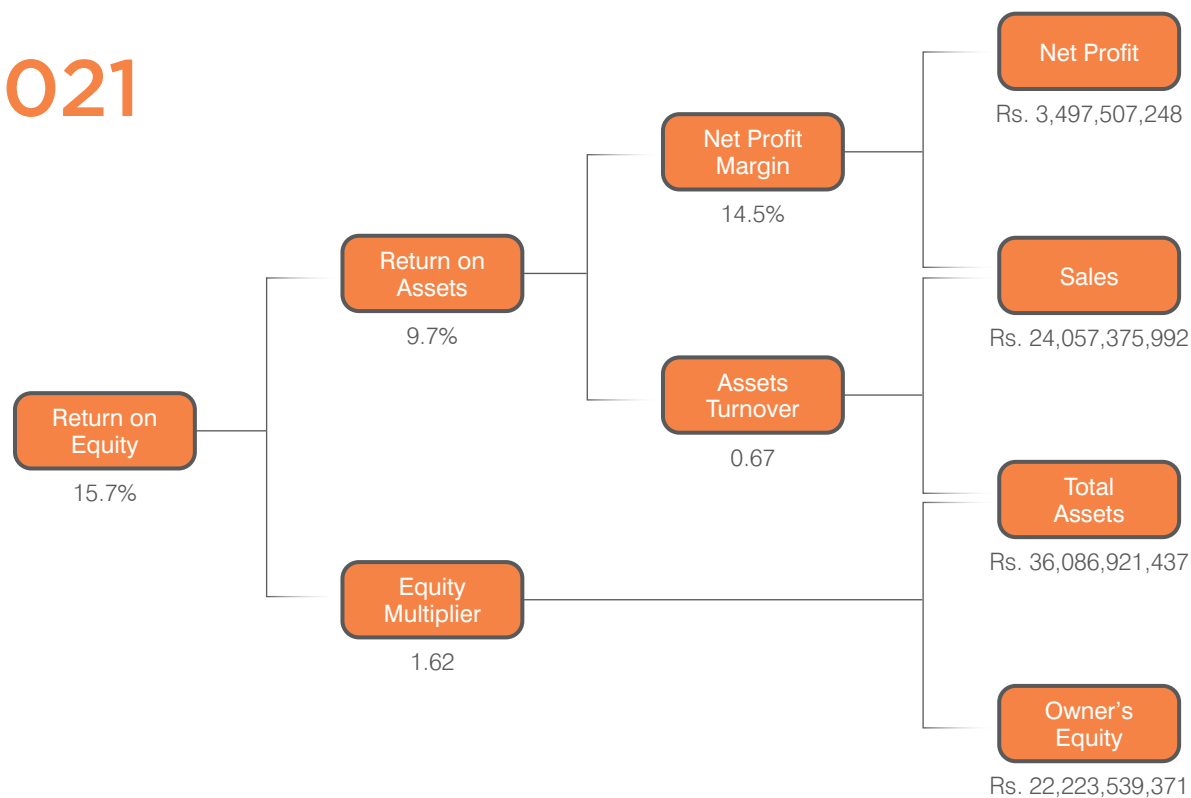 021
Net Profit
Rs. 3,497,507,248
Net Profit
Margin
14.5%
Return on
Assets
9.7%
Sales
Rs. 24,057,375,992
Assets
Turnover
0.67
Return on
Equity
15.7%
Total
Assets
Rs. 36,086,921,437
Equity
Multiplier
1.62
Owner's
Equity
Rs. 22,223,539,371